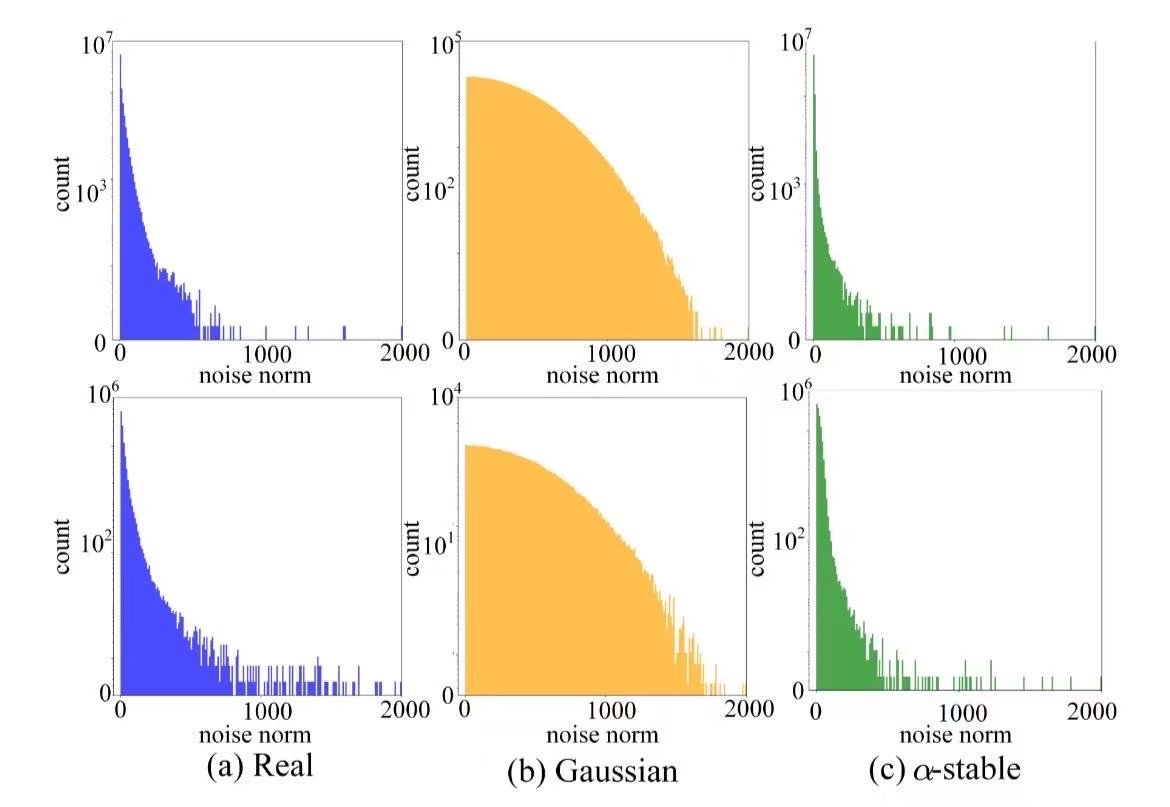 10^7
count
10^3
0
0 1000 2000
noise norm
10^5
count
10^2
0
0 1000 2000
noise norm
10^7
count
10^3
0
0 1000 2000
noise norm
10^6
count
10^2
0
0 1000 2000
noise norm
(a) Real
10^4
count
10^1
0
0 1000 2000
noise norm
(b) Gaussian
10^6
count
10^2
0
0 1000 2000
noise norm
(c) α-stable